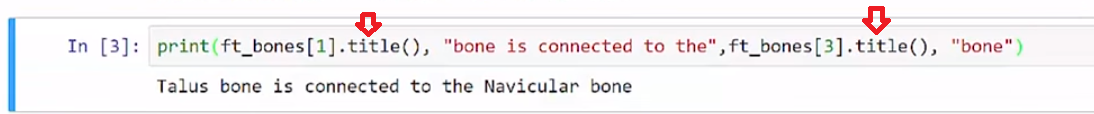 In [3]: print(ft_bones[1].title(), "bone is connected to the",ft_bones[3].title(), "bone")
Talus bone is connected to the Navicular bone